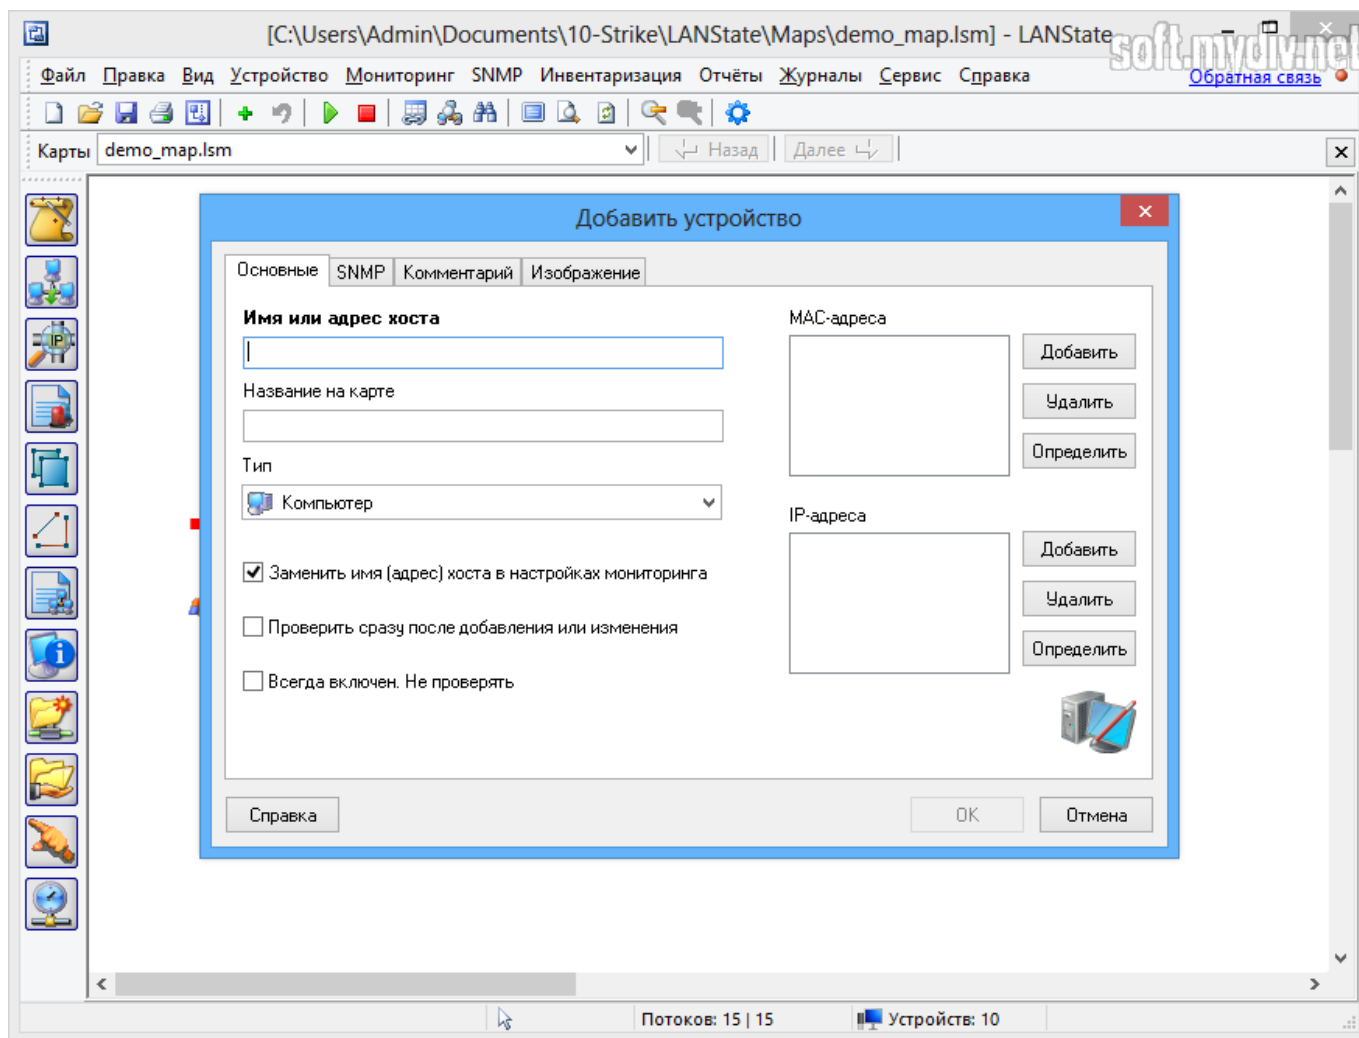 [C:\Users\Admin\Documents\10-Strike\LANState\Maps\demo_map.lsm] - LANState
soft.mydiv.net
Файл Правка Вид Устройство Мониторинг SNMP Инвентаризация Отчёты Журналы Сервис Справка Обратная связь
Карты demo_map.lsm Назад Далее
Добавить устройство
Основные SNMP Комментарий Изображение
Имя или адрес хоста
Название на карте
Тип
Компьютер
Заменить имя (адрес) хоста в настройках мониторинга
Проверить сразу после добавления или изменения
Всегда включен. Не проверять
MAC-адреса
Добавить
Удалить
Определить
IP-адреса
Добавить
Удалить
Определить
Справка OK Отмена
IP
Потоков: 15 | 15 Устройств: 10